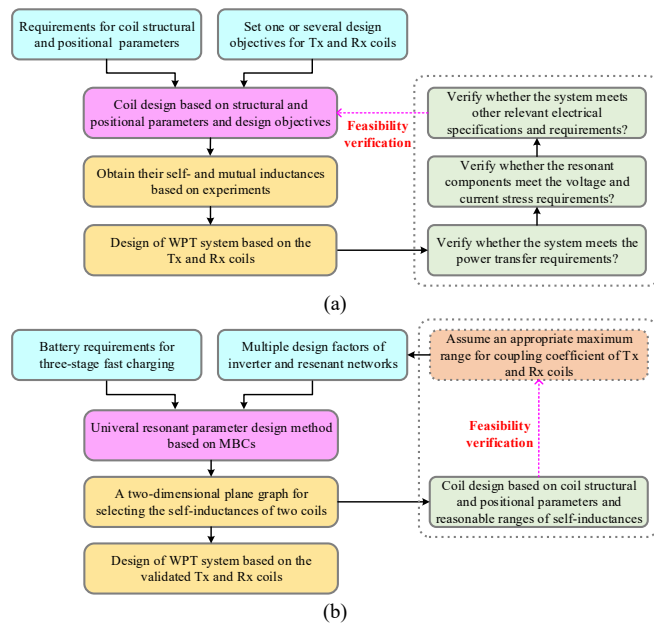 Requirements for coil structural
and positional parameters
Set one or several design
objectives for Tx and Rx coils
Coil design based on structural and
positional parameters and design objectives
Feasibility
verification
Verify whether the system meets
other relevant electrical
specifications and requirements?
Obtain their self- and mutual inductances
based on experiments
Verify whether the resonant
components meet the voltage and
current stress requirements?
Design of WPT system based on the
Tx and Rx coils
Verify whether the system meets the
power transfer requirements?
(a)
Battery requirements for
three-stage fast charging
Multiple design factors of
inverter and resenant networks
Assume an appropriate maximum
range for coupling coefficient of Tx
and Rx coils
Univeral resonant parameter design method
based on MBCs
Feasibility
verification
A two-dimensional plane graph for
selecting the self-inductances of two coils
Coil design based on coil structural
and positional parameters and
reasonable ranges of self-inductances
Design of WPT system based on the
validated Tx and Rx coils
(b)